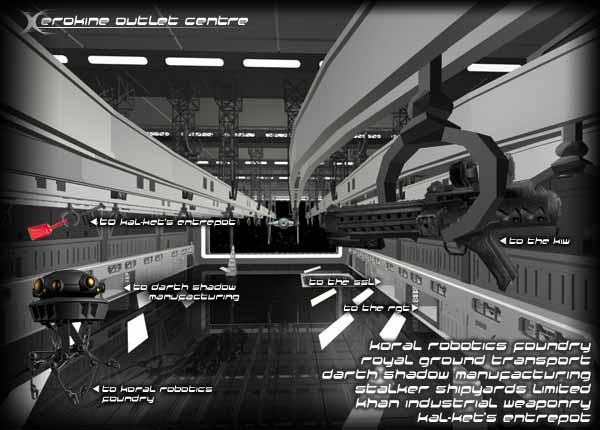 Xerokine Outlet Centre
to Kal-Ket's Entrepot
to the KIW
to Darth Shadow
Manufacturing
to the SSL
to the RGT
to Koral Robotics
Foundry
Koral Robotics Foundry
Royal Ground Transport
Darth Shadow Manufacturing
Stalker Shipyards Limited
Khan Industrial Weaponry
Kal-Ket's Entrepot